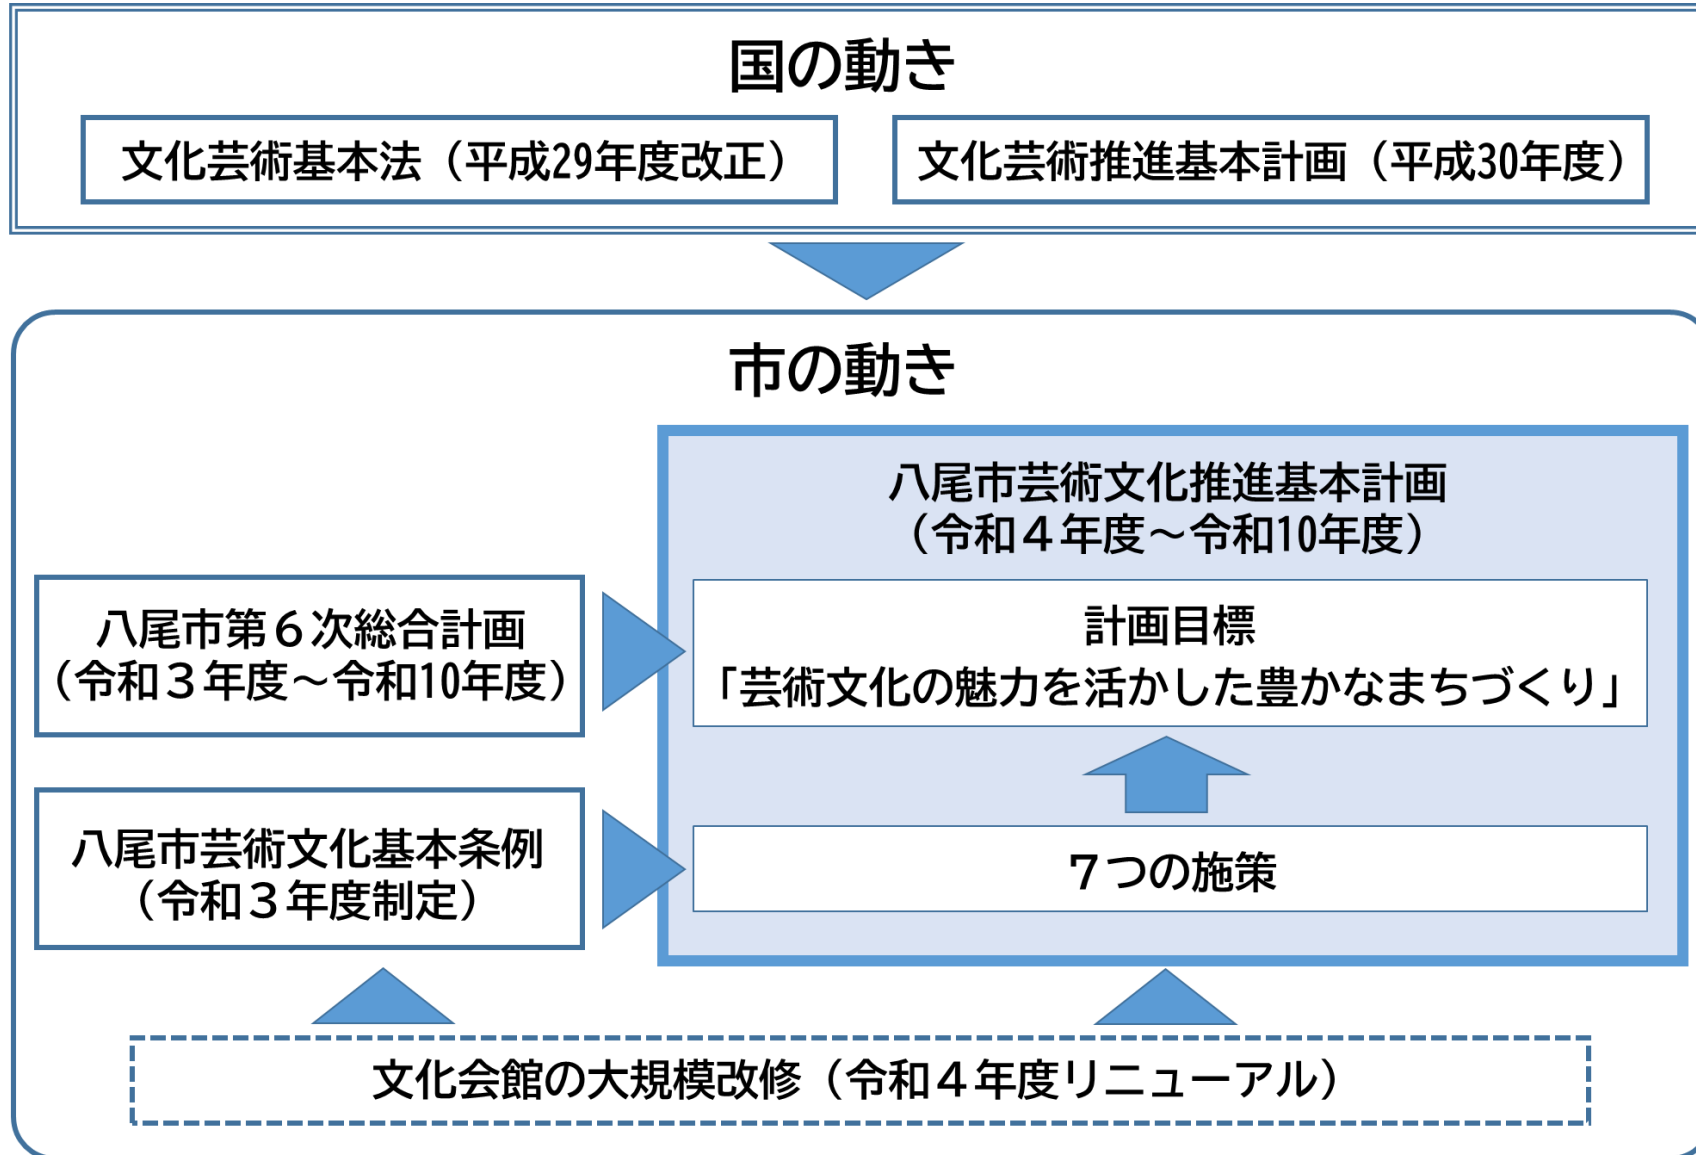 国の動き
文化芸術基本法（平成29年度改正）
文化芸術推進基本計画（平成30年度）
市の動き
八尾市芸術文化推進基本計画
（令和４年度～令和10年度）
八尾市第６次総合計画
（令和３年度～令和10年度）
計画目標
「芸術文化の魅力を活かした豊かなまちづくり」
八尾市芸術文化基本条例
（令和３年度制定）
７つの施策
文化会館の大規模改修（令和４年度リニューアル）